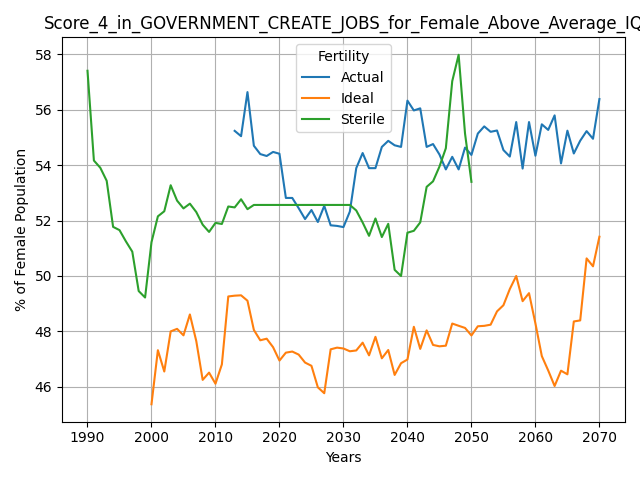 Score_4_in_GOVERNMENT_CREATE_JOBS_for_Female_Above_Average_IQ
Fertility
Actual
Ideal
Sterile
% of Female Population
58
56
54
52
50
48
46
1990
2000
2010
2020
2030
2040
2050
2060
2070
Years